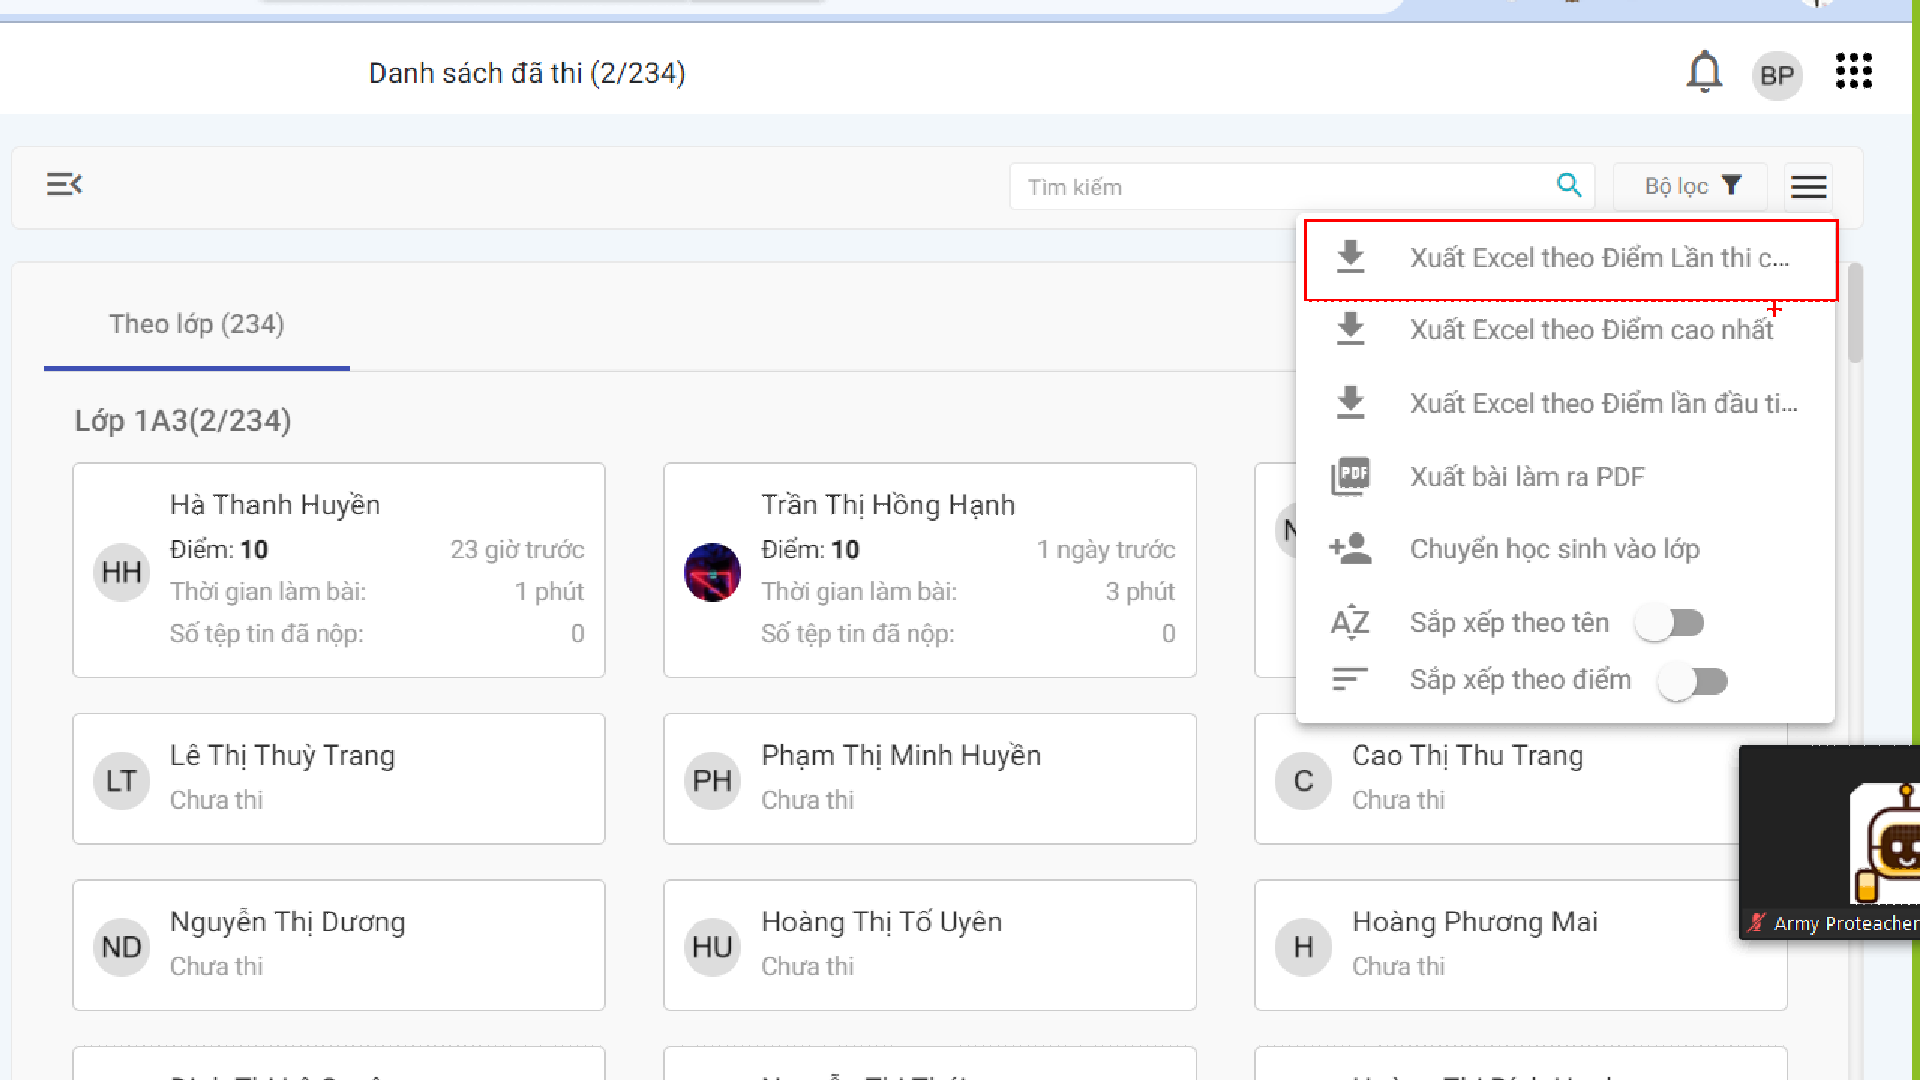 Danh sách đã thi (2/234)
BP
Tìm kiếm
Bộ lọc
Xuất Excel theo Điểm Lần thi c...
Xuất Excel theo Điểm cao nhất
Xuất Excel theo Điểm lần đầu ti...
PDF
Xuất bài làm ra PDF
Chuyển học sinh vào lớp
AZ
Sắp xếp theo tên
Sắp xếp theo điểm
Theo lớp (234)
Lớp 1A3(2/234)
HH
Hà Thanh Huyền
Điểm: 10 23 giờ trước
Thời gian làm bài: 1 phút
Số tệp tin đã nộp: 0
Trần Thị Hồng Hạnh
Điểm: 10 1 ngày trước
Thời gian làm bài: 3 phút
Số tệp tin đã nộp: 0
LT
Lê Thị Thuỳ Trang
Chưa thi
PH
Phạm Thị Minh Huyền
Chưa thi
C
Cao Thị Thu Trang
Chưa thi
ND
Nguyễn Thị Dương
Chưa thi
HU
Hoàng Thị Tố Uyên
Chưa thi
H
Hoàng Phương Mai
Chưa thi
Army Proteacher